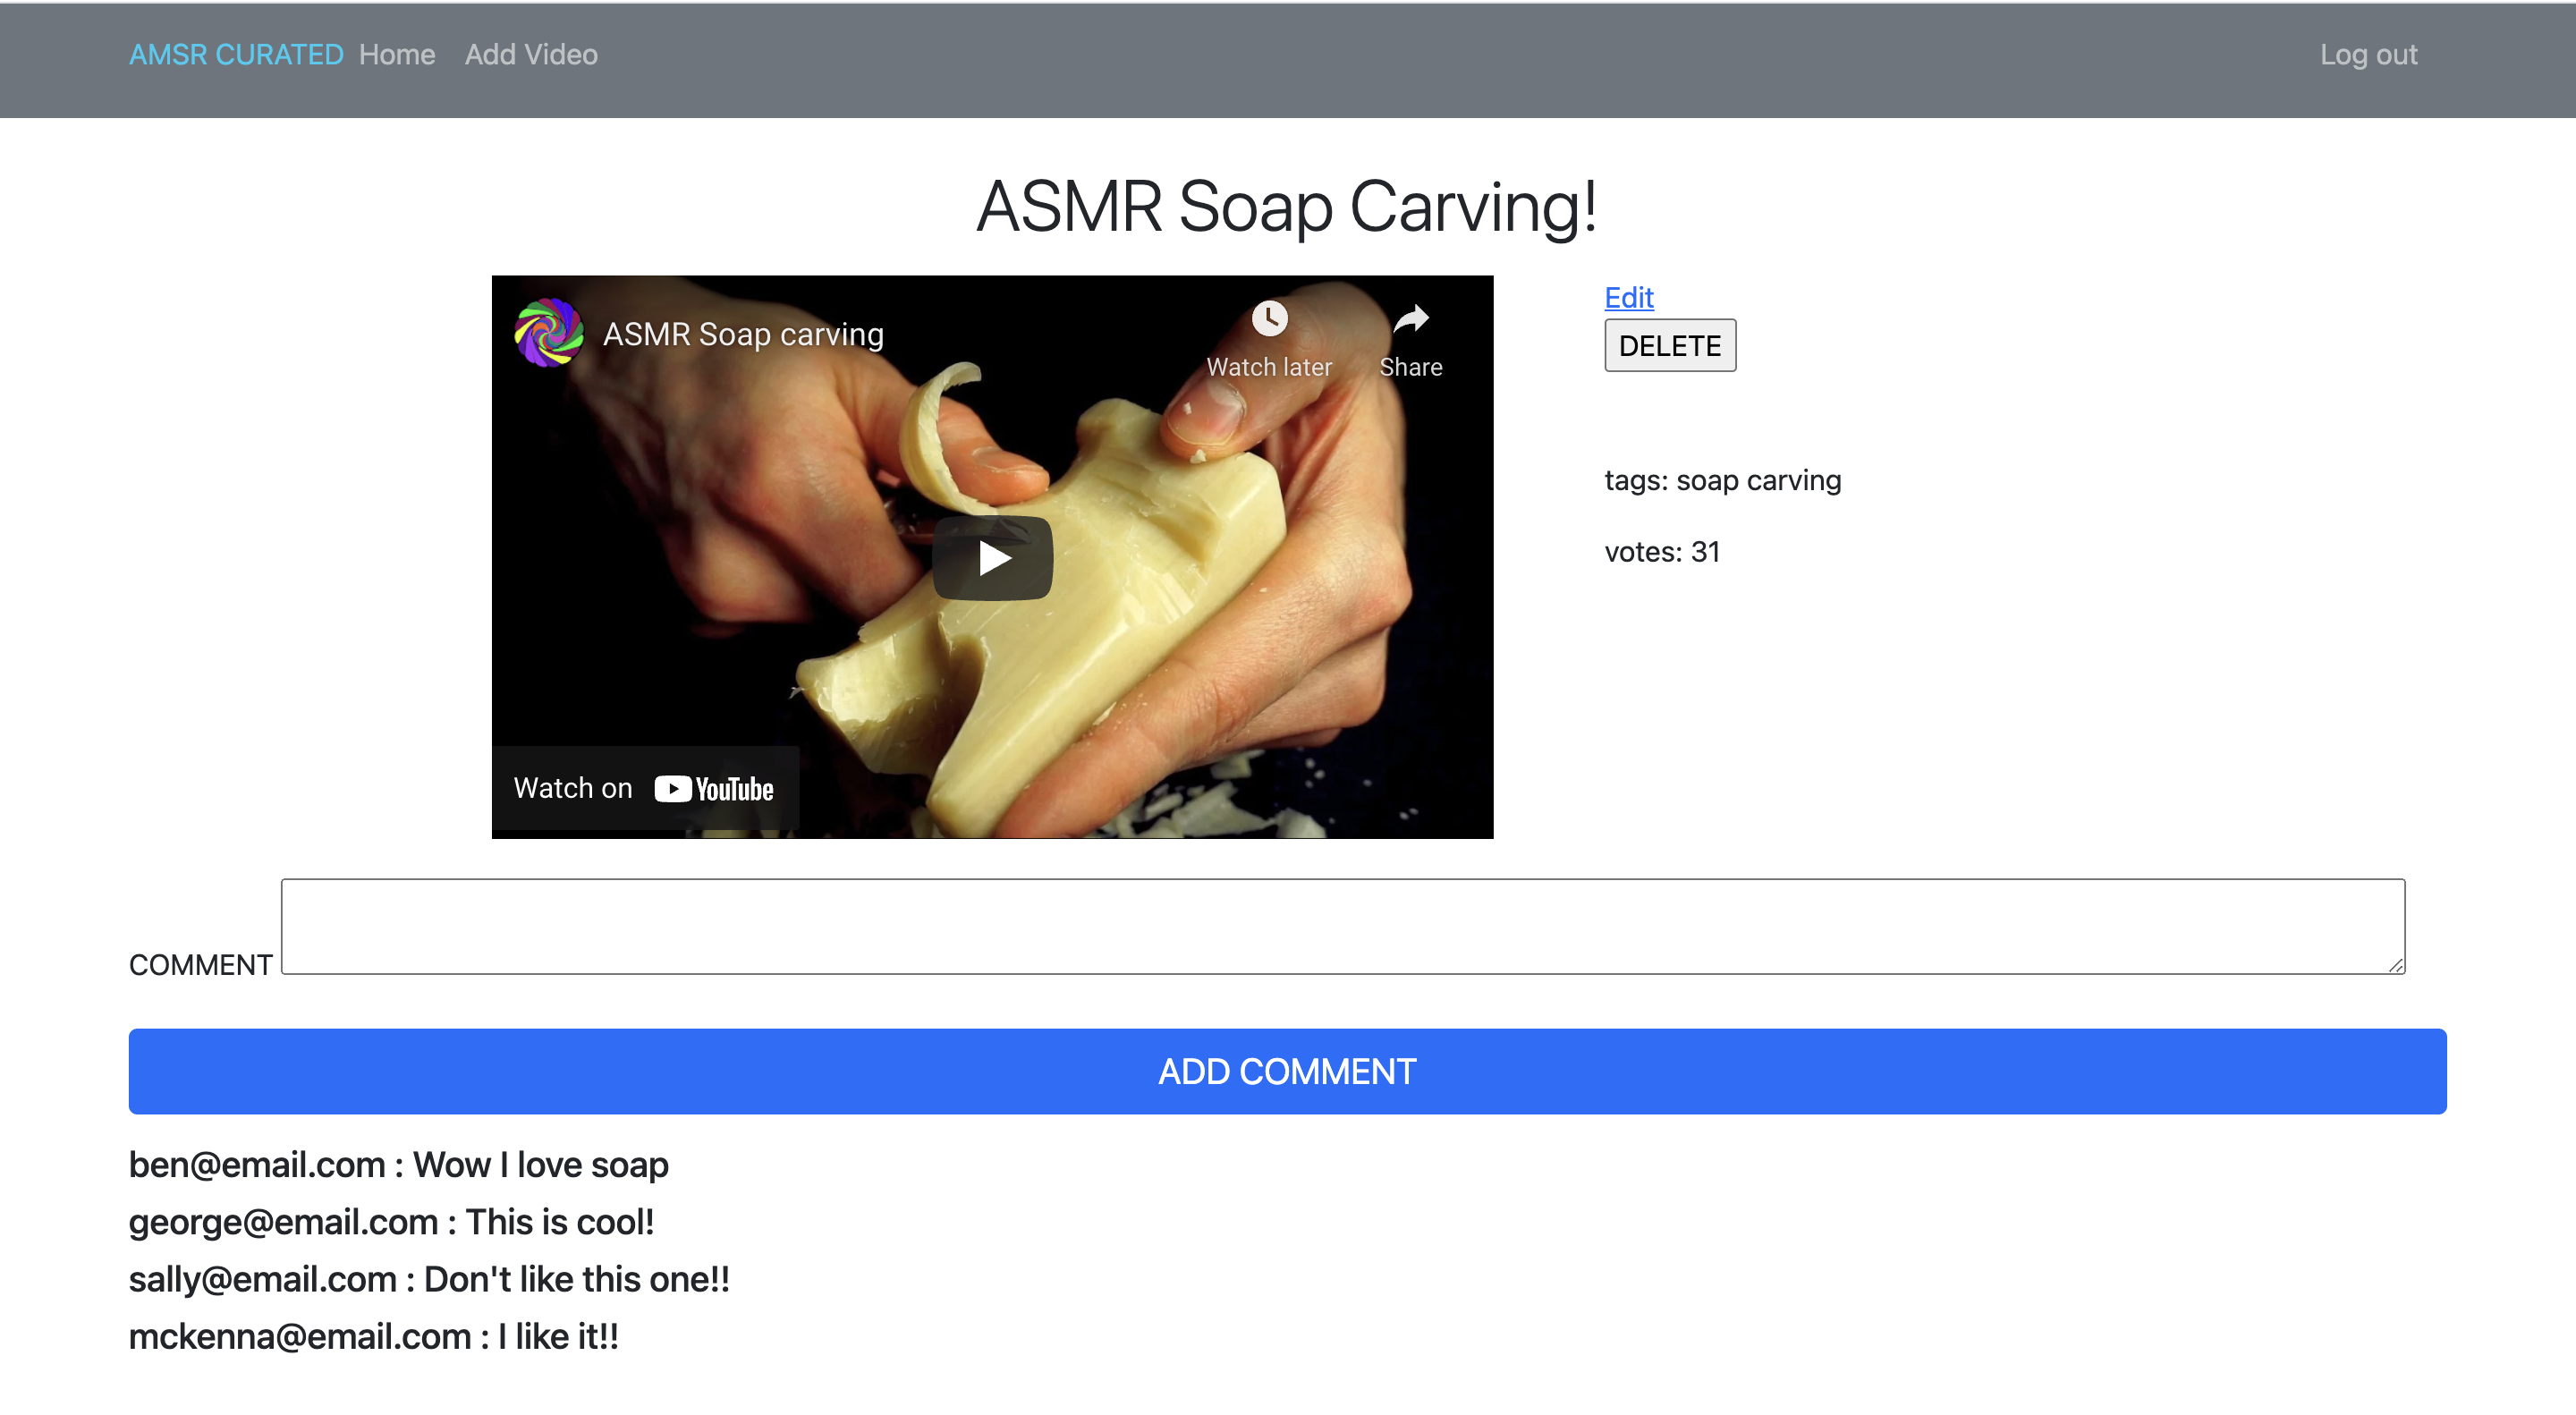 AMSR CURATED Home Add Video Log out
ASMR Soap Carving!
ASMR Soap carving
Watch later
Share
Watch on YouTube
Edit
DELETE
tags: soap carving
votes: 31
COMMENT
ADD COMMENT
ben@email.com : Wow I love soap
george@email.com : This is cool!
sally@email.com : Don't like this one!!
mckenna@email.com : I like it!!